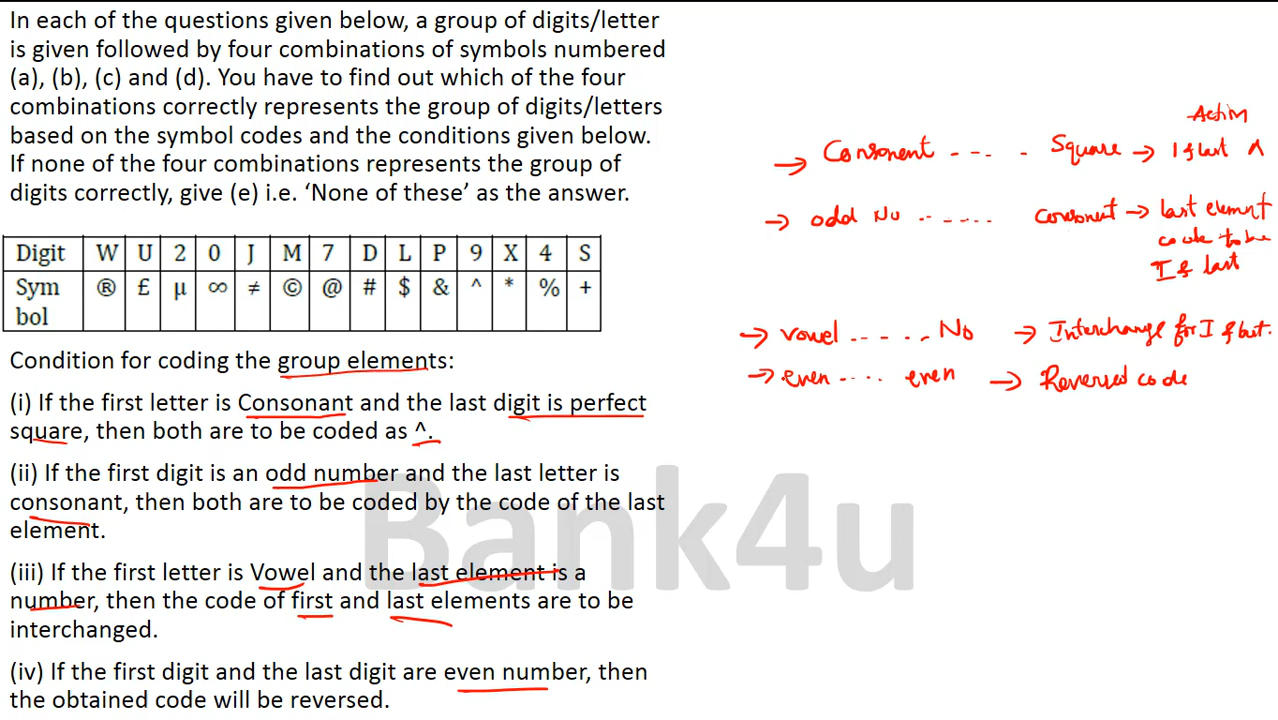 In each of the questions given below, a group of digits/letter
is given followed by four combinations of symbols numbered
(a), (b), (c) and (d). You have to find out which of the four
combinations correctly represents the group of digits/letters
based on the symbol codes and the conditions given below.
If none of the four combinations represents the group of
digits correctly, give (e) i.e. ‘None of these’ as the answer.
Digit W U 2 0 J M 7 D L P 9 X 4 S
Sym ® £ µ ∞ ≠ © @ # $ & ^ * % +
bol
Condition for coding the group elements:
(i) If the first letter is Consonant and the last digit is perfect
square, then both are to be coded as ^.
(ii) If the first digit is an odd number and the last letter is
consonant, then both are to be coded by the code of the last
element.
(iii) If the first letter is Vowel and the last element is a
number, then the code of first and last elements are to be
interchanged.
(iv) If the first digit and the last digit are even number, then
the obtained code will be reversed.
Action
→ Consonent - - - - Square → I & last ^
→ odd No ....... consonent → last elemnt
code to be
I & last
→ vowel ....... No → Interchange for I & last.
→ even .... even → Reversed code
Bank4u